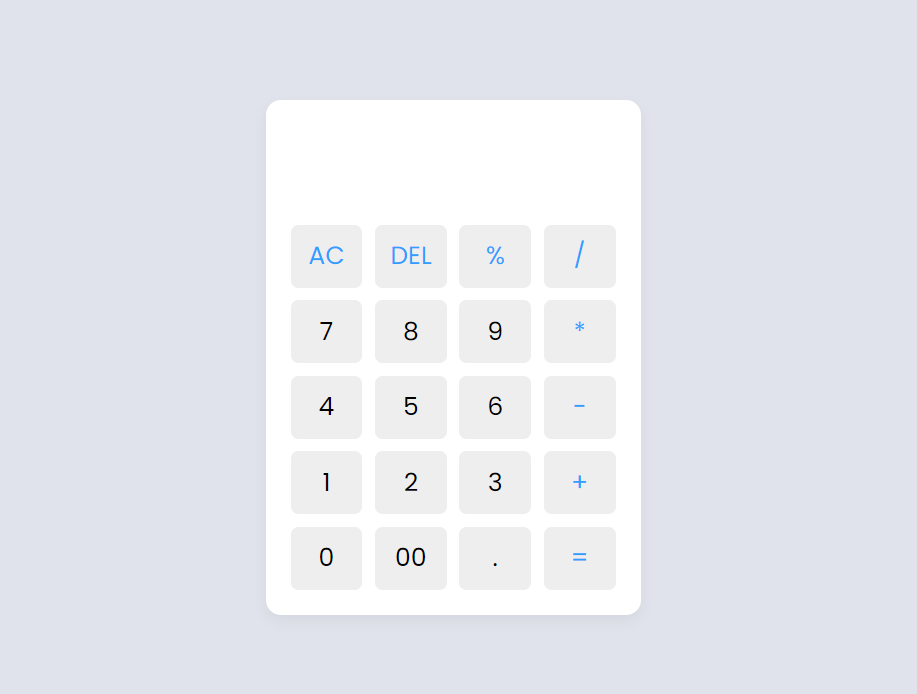 AC DEL % /
7 8 9 *
4 5 6 -
1 2 3 +
0 00 . =